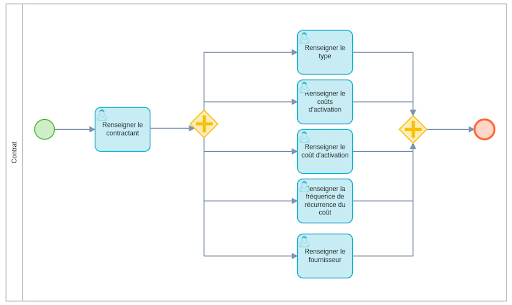 Contrat
Renseigner le
contractant
Renseigner le
type
Renseigner le
coûts
d'activation
Renseigner le
coût d'activation
Renseigner la
fréquence de
récurrence du
coût
Renseigner le
fournisseur